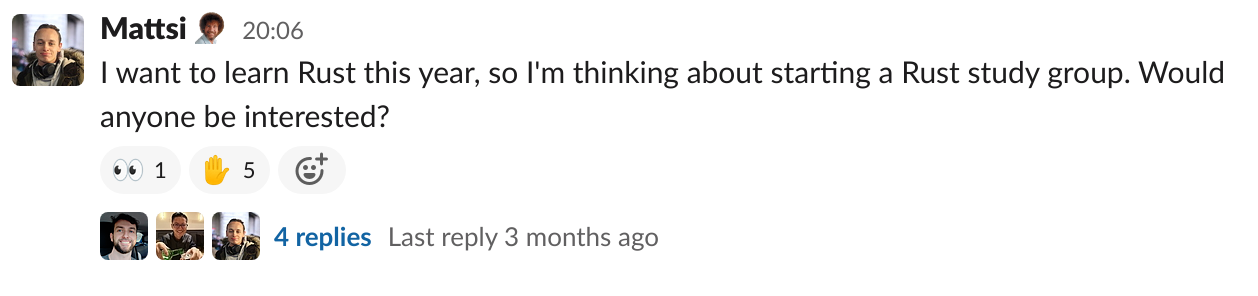 Mattsi 20:06
I want to learn Rust this year, so I'm thinking about starting a Rust study group. Would
anyone be interested?
👀 1 ✋ 5
4 replies Last reply 3 months ago